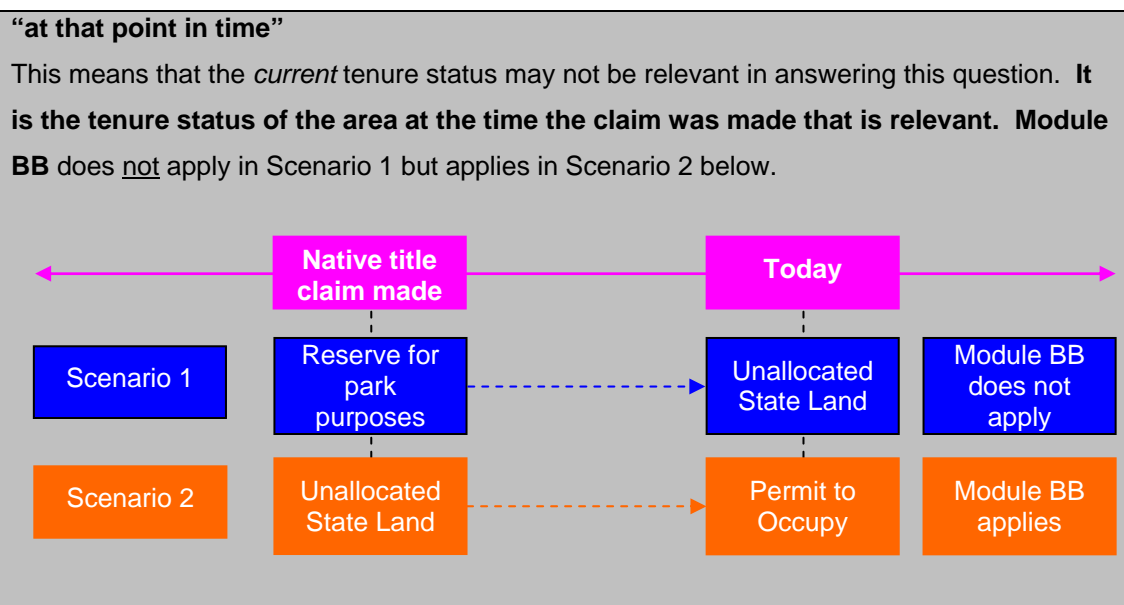 “at that point in time”
This means that the current tenure status may not be relevant in answering this question.  It
is the tenure status of the area at the time the claim was made that is relevant.  Module
BB does not apply in Scenario 1 but applies in Scenario 2 below.
Native title
claim made
Today
Scenario 1
Reserve for
park
purposes
Unallocated
State Land
Module BB
does not
apply
Scenario 2
Unallocated
State Land
Permit to
Occupy
Module BB
applies